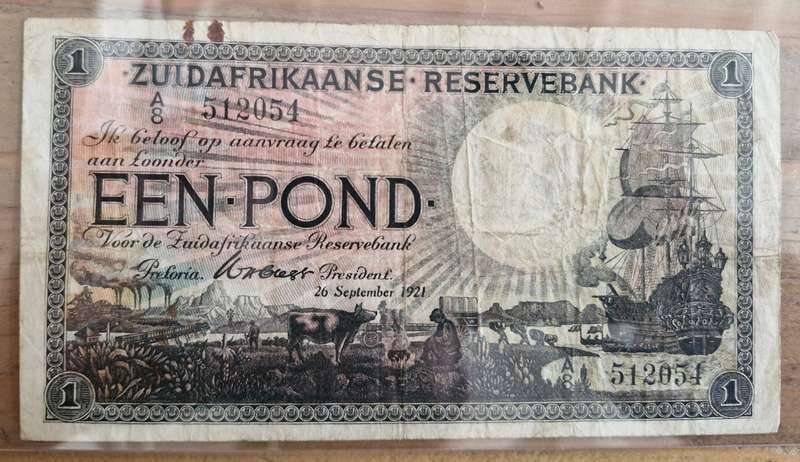 1 1
·ZUIDAFRIKAANSE·RESERVEBANK·
A/8 512054
Ik beloof op aanvraag te betalen
aan toonder
EEN·POND·
Voor de Zuidafrikaanse Reservebank
Pretoria. President.
26 September 1921
A/8 512054
1 1